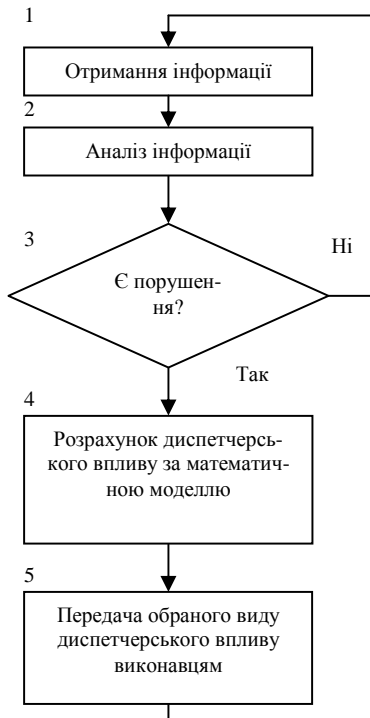 1
Отримання інформації
2
Аналіз інформації
3
Є порушен-
ня?
Ні
Так
4
Розрахунок диспетчерсь-
кого впливу за математич-
ною моделлю
5
Передача обраного виду
диспетчерського впливу
виконавцям